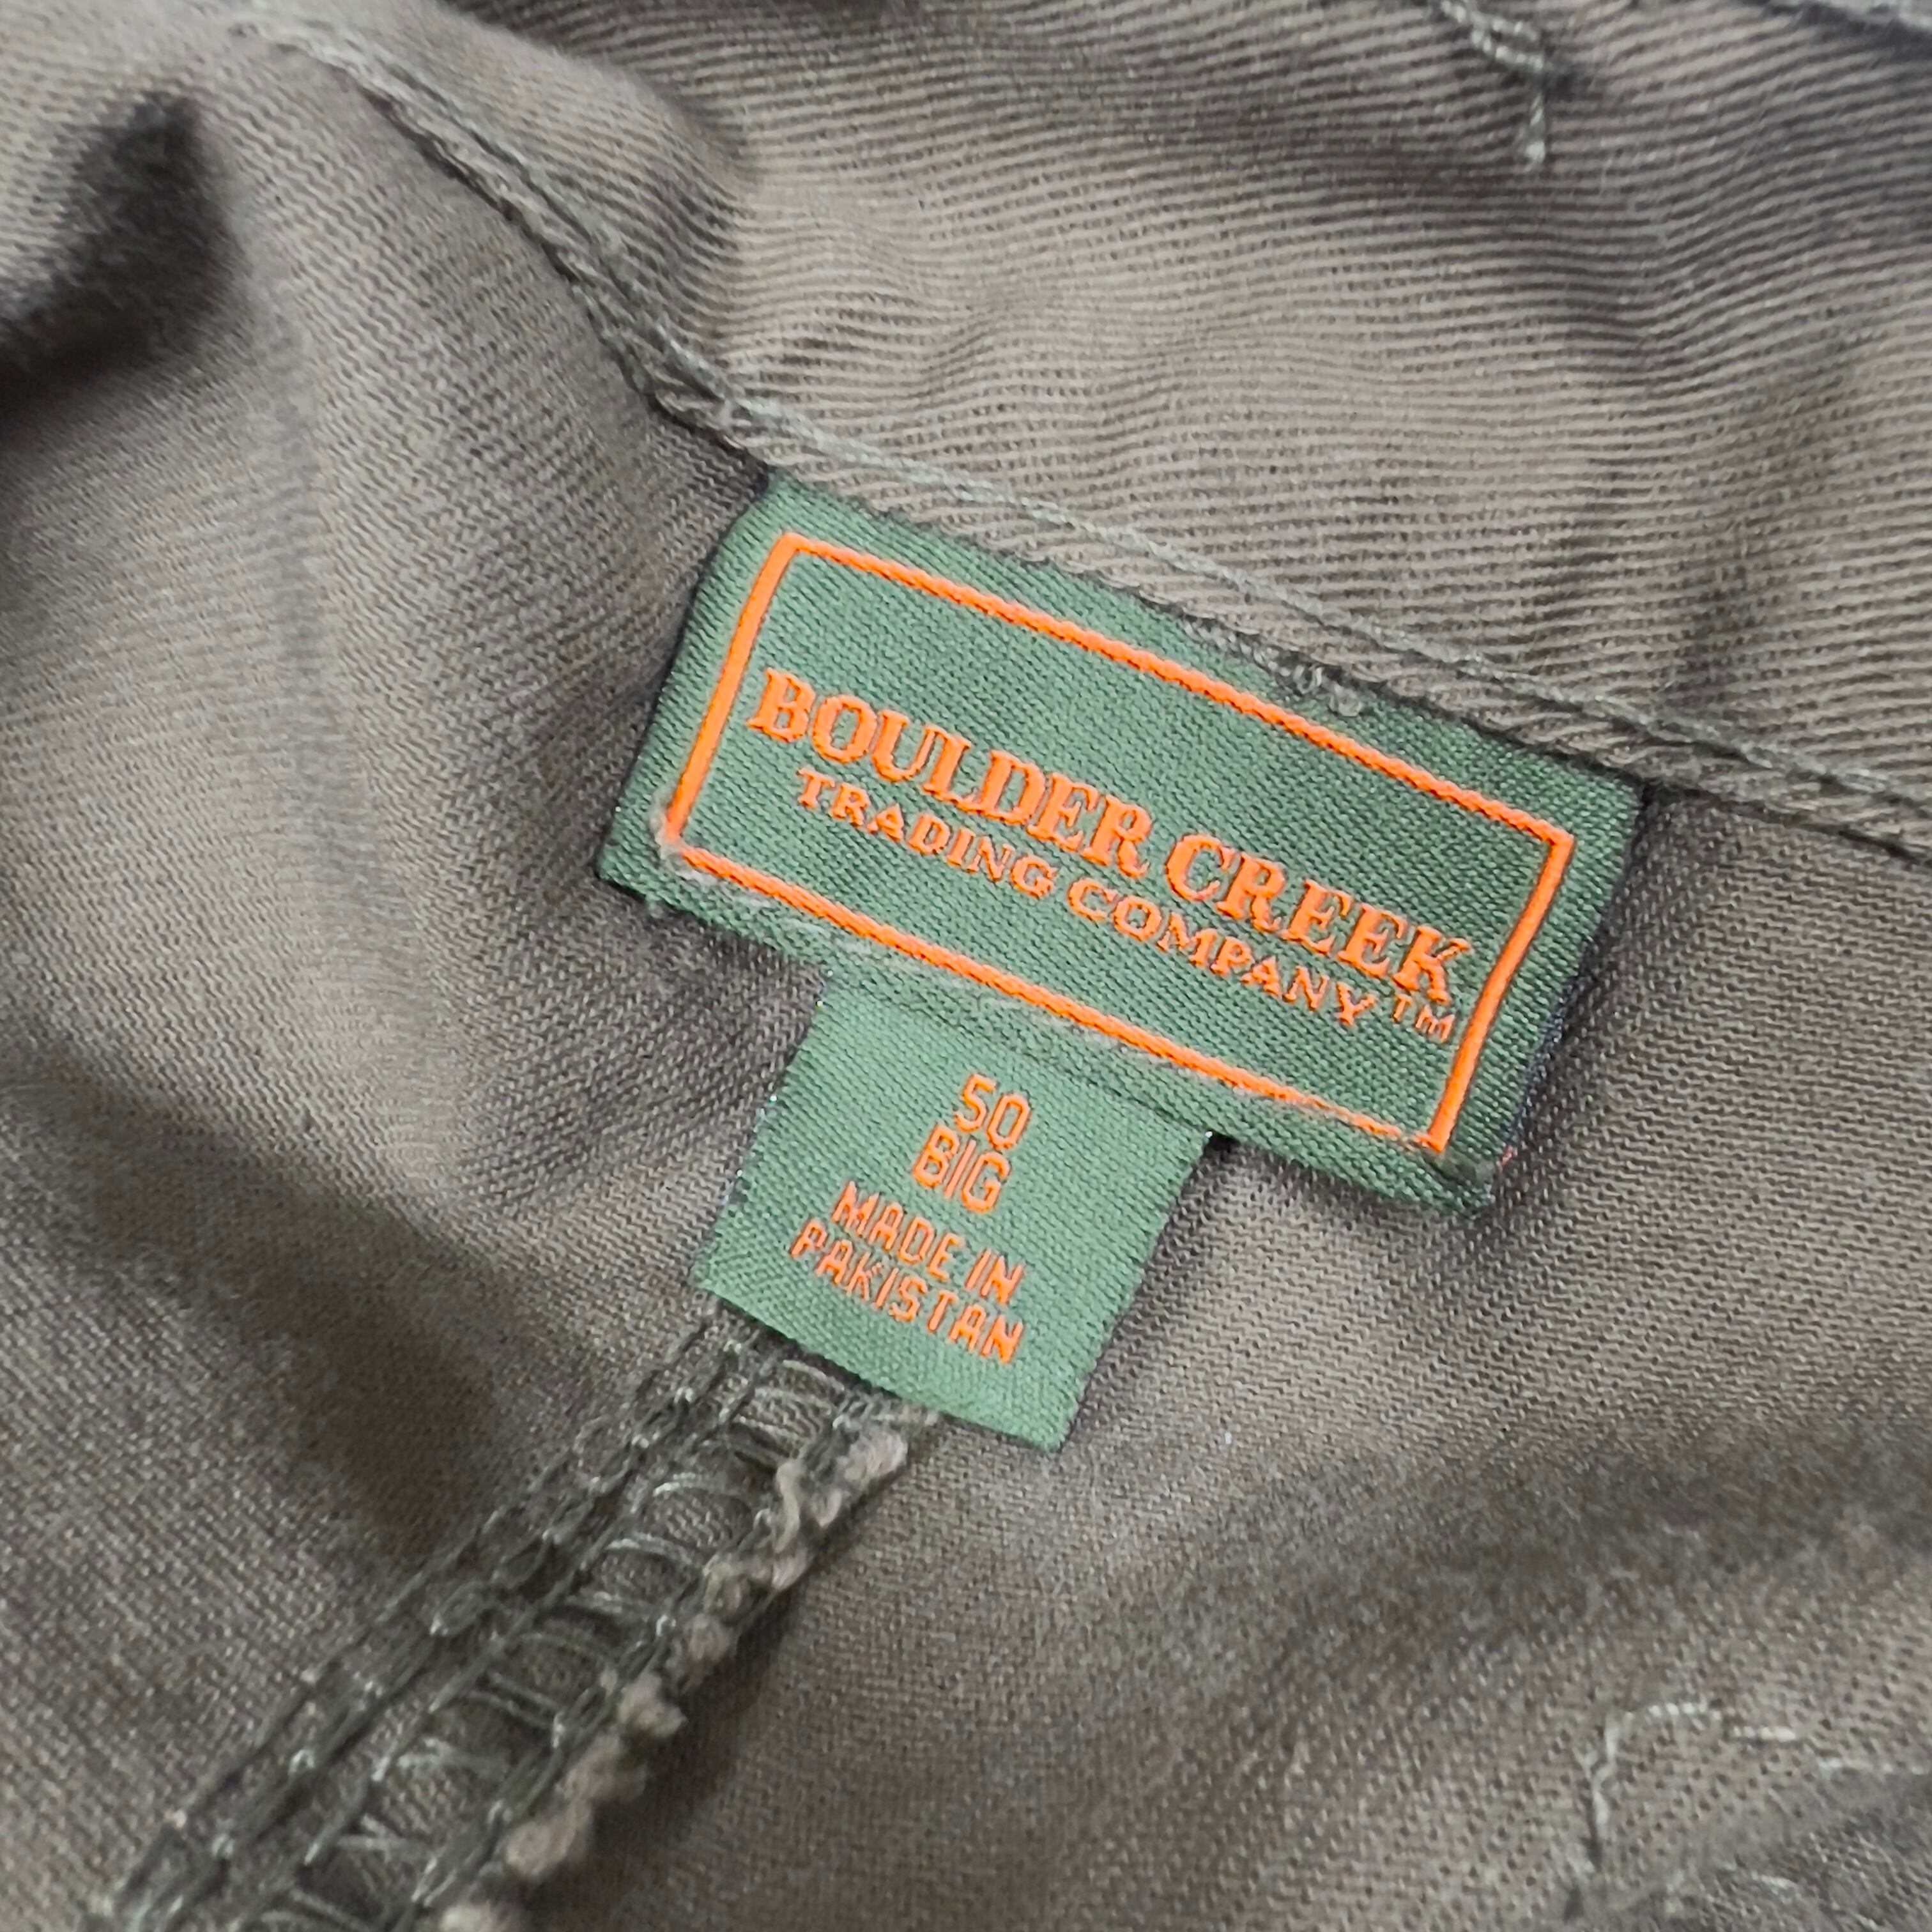 BOULDER CREEK
TRADING COMPANY™
50
BIG
MADE IN
PAKISTAN